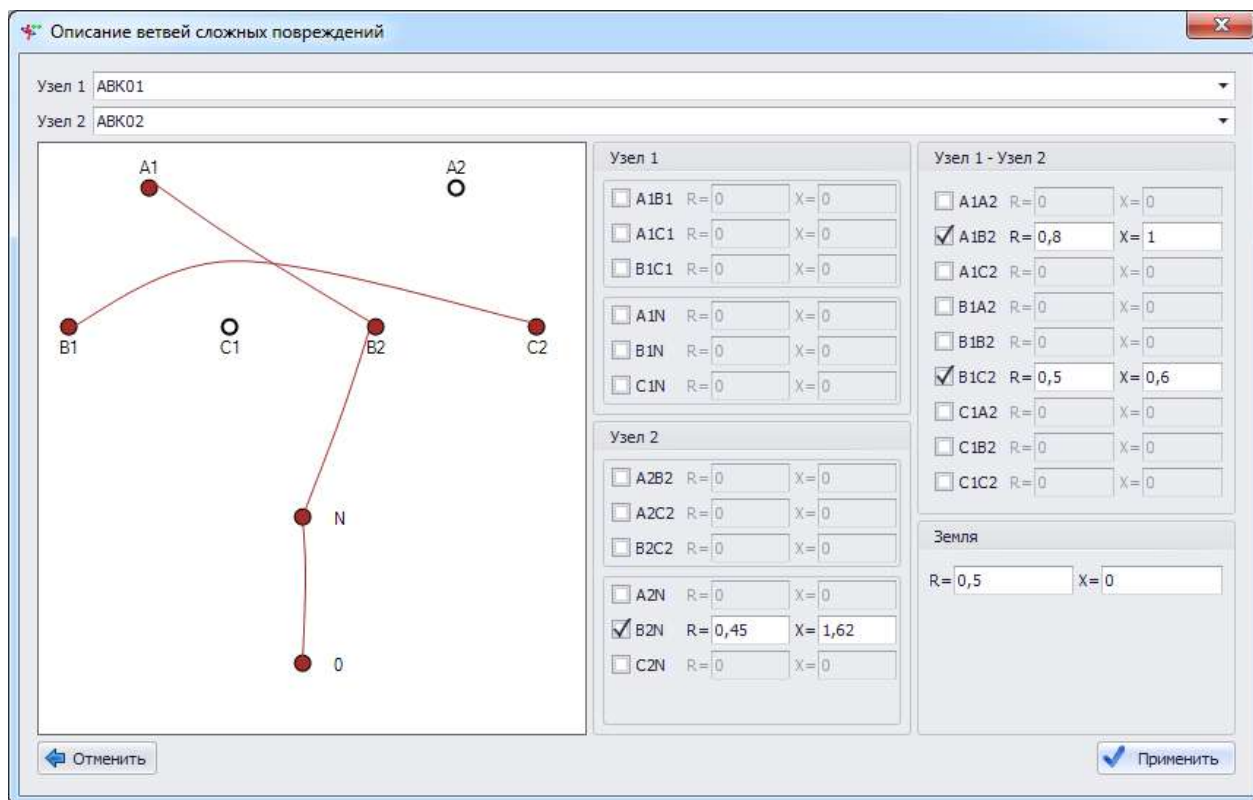 Описание ветвей сложных повреждений
Узел 1 АВК01
Узел 2 АВК02
A1 A2
B1 C1 B2 C2
N
0
Узел 1
A1B1 R= 0 X= 0
A1C1 R= 0 X= 0
B1C1 R= 0 X= 0
A1N R= 0 X= 0
B1N R= 0 X= 0
C1N R= 0 X= 0
Узел 2
A2B2 R= 0 X= 0
A2C2 R= 0 X= 0
B2C2 R= 0 X= 0
A2N R= 0 X= 0
B2N R= 0,45 X= 1,62
C2N R= 0 X= 0
Узел 1 - Узел 2
A1A2 R= 0 X= 0
A1B2 R= 0,8 X= 1
A1C2 R= 0 X= 0
B1A2 R= 0 X= 0
B1B2 R= 0 X= 0
B1C2 R= 0,5 X= 0,6
C1A2 R= 0 X= 0
C1B2 R= 0 X= 0
C1C2 R= 0 X= 0
Земля
R= 0,5 X= 0
Отменить
Применить